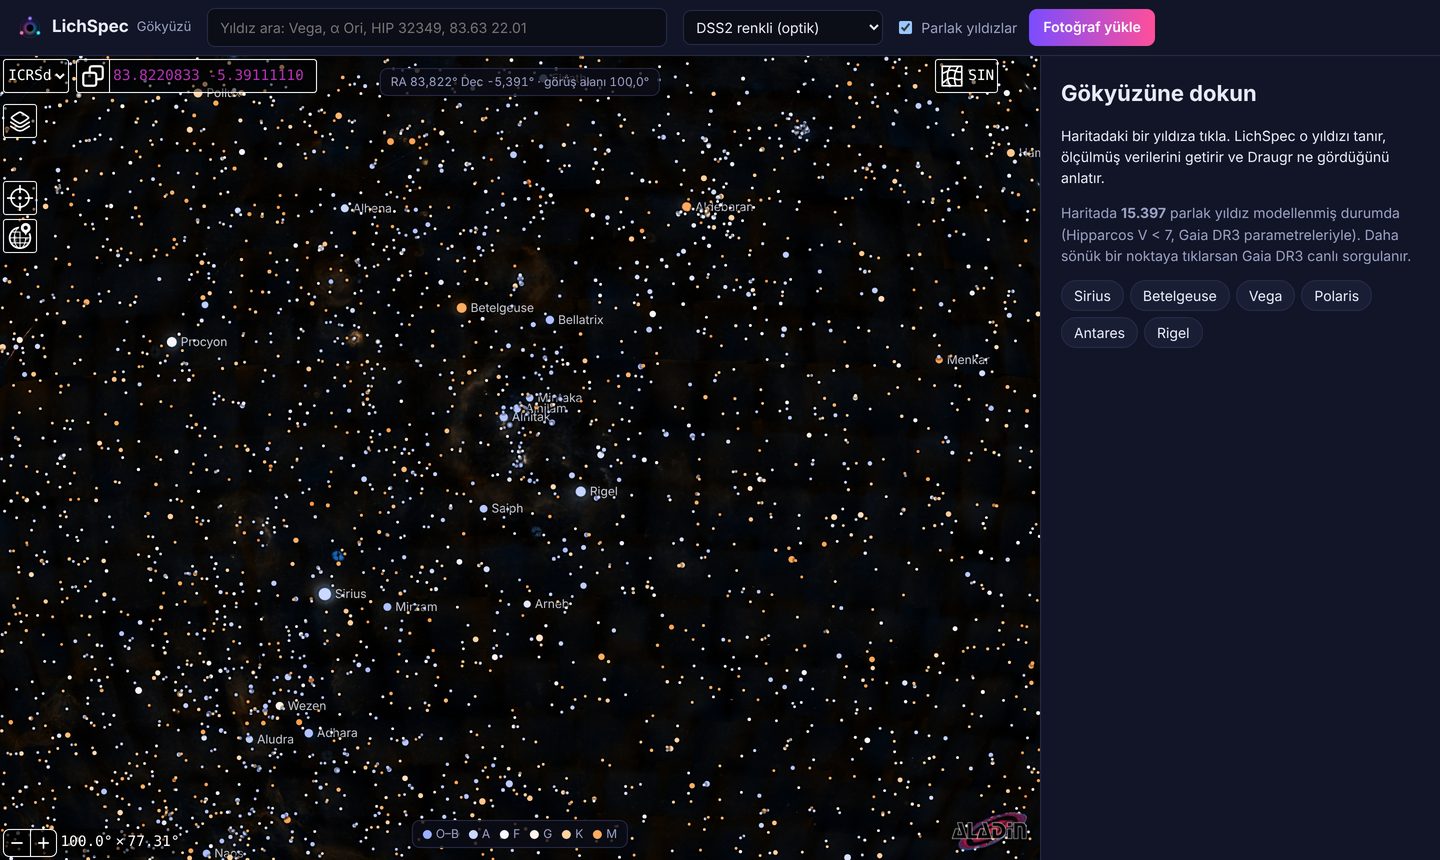 LichSpec Gökyüzü
Yıldız ara: Vega, α Ori, HIP 32349, 83.63 22.01
DSS2 renkli (optik)
Parlak yıldızlar
Fotoğraf yükle
ICRSd
83.8220833 -5.39111110
RA 83,822° Dec -5,391° · görüş alanı 100,0°
SIN
Alhena
Aldebaran
Betelgeuse
Bellatrix
Procyon
Menkar
Mintaka
Alnilam
Alnitak
Rigel
Saiph
Sirius
Mirzam
Arneb
Wezen
Adhara
Aludra
O–B A F G K M
100.0° × 77.31°
ALADIN
Gökyüzüne dokun
Haritadaki bir yıldıza tıkla. LichSpec o yıldızı tanır,
ölçülmüş verilerini getirir ve Draugr ne gördüğünü
anlatır.
Haritada 15.397 parlak yıldız modellenmiş durumda
(Hipparcos V < 7, Gaia DR3 parametreleriyle). Daha
sönük bir noktaya tıklarsan Gaia DR3 canlı sorgulanır.
Sirius Betelgeuse Vega Polaris
Antares Rigel